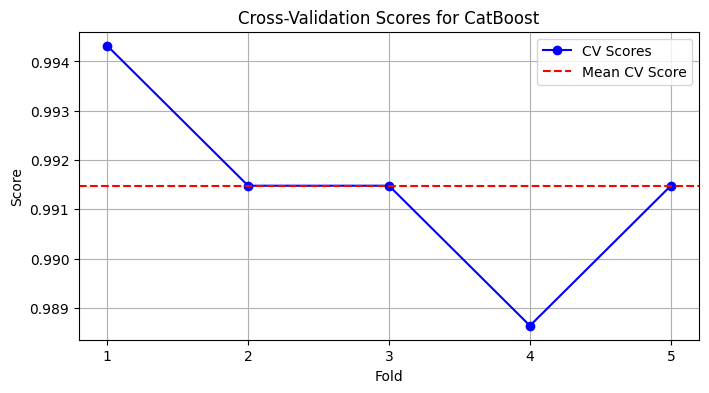 Cross-Validation Scores for CatBoost
CV Scores
Mean CV Score
Score
0.994
0.993
0.992
0.991
0.990
0.989
1
2
3
4
5
Fold